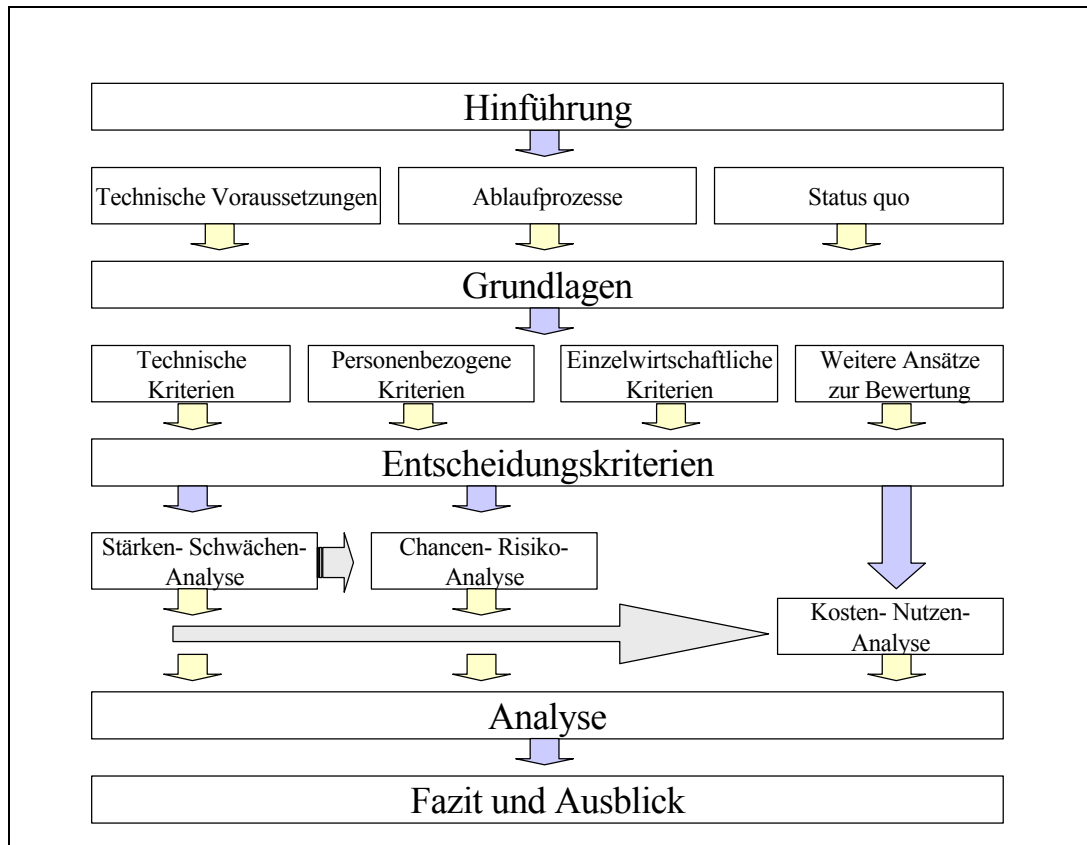 Hinführung
Technische Voraussetzungen
Ablaufprozesse
Status quo
Grundlagen
Technische
Kriterien
Personenbezogene
Kriterien
Einzelwirtschaftliche
Kriterien
Weitere Ansätze
zur Bewertung
Entscheidungskriterien
Stärken- Schwächen-
Analyse
Chancen- Risiko-
Analyse
Kosten- Nutzen-
Analyse
Analyse
Fazit und Ausblick